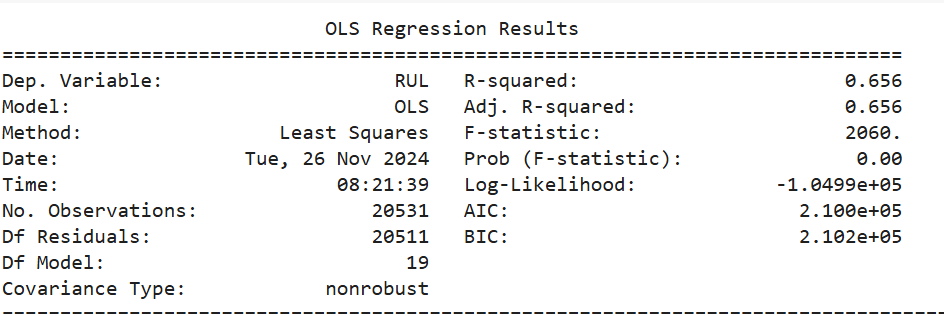 OLS Regression Results
==============================================================================
Dep. Variable: RUL R-squared: 0.656
Model: OLS Adj. R-squared: 0.656
Method: Least Squares F-statistic: 2060.
Date: Tue, 26 Nov 2024 Prob (F-statistic): 0.00
Time: 08:21:39 Log-Likelihood: -1.0499e+05
No. Observations: 20531 AIC: 2.100e+05
Df Residuals: 20511 BIC: 2.102e+05
Df Model: 19
Covariance Type: nonrobust
----------------------------------------------------------------------------------